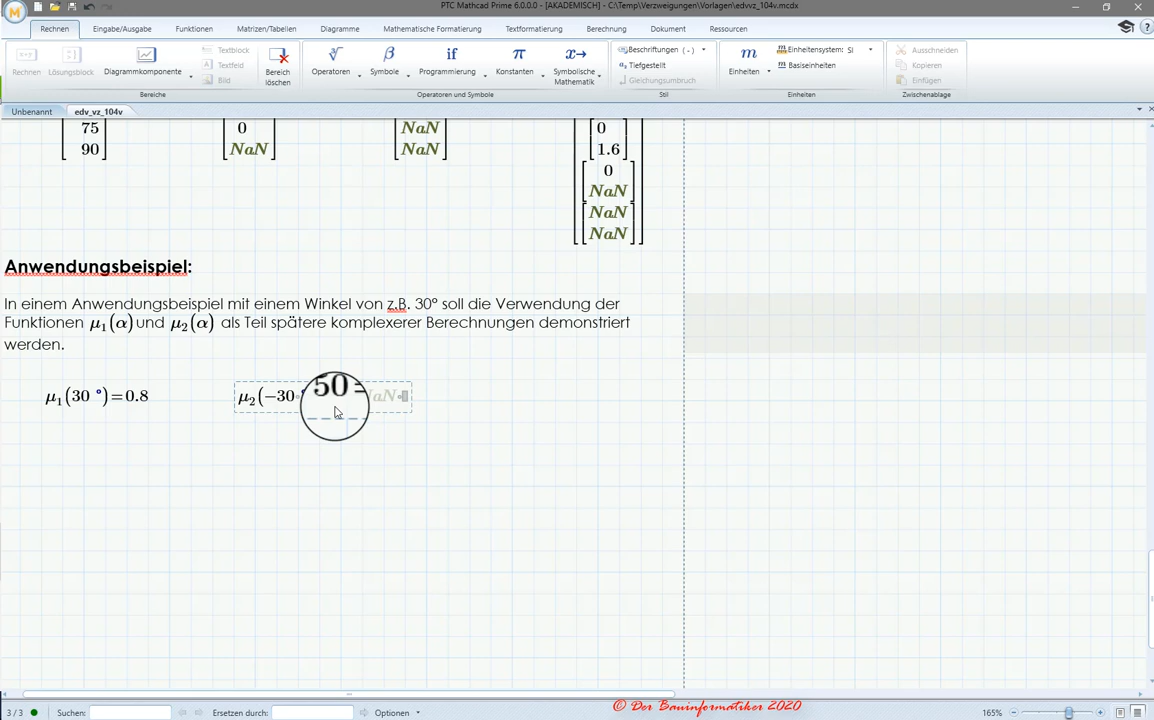 PTC Mathcad Prime 6.0.0.0 - [AKADEMISCH] - C:\Temp\Verzweigungen\Vorlagen\edvvz_104v.mcdx
Rechnen Eingabe/Ausgabe Funktionen Matrizen/Tabellen Diagramme Mathematische Formatierung Textformatierung Berechnung Dokument Ressourcen
Rechnen Lösungsblock Diagrammkomponente Textblock Textfeld Bild Bereich löschen Operatoren Symbole Programmierung Konstanten Symbolische Mathematik Beschriftungen ( - ) Tiefgestellt Gleichungsumbruch Einheiten Einheitensystem: SI Basiseinheiten Ausschneiden Kopieren Einfügen
Bereiche Operatoren und Symbole Stil Einheiten Zwischenablage
Unbenannt edv_vz_104v
75 0 NaN 0
90 NaN NaN 1.6
0
NaN
NaN
NaN
Anwendungsbeispiel:
In einem Anwendungsbeispiel mit einem Winkel von z.B. 30° soll die Verwendung der
Funktionen μ₁(α) und μ₂(α) als Teil spätere komplexerer Berechnungen demonstriert
werden.
μ₁(30 °)=0.8 μ₂(−30 50 = NaN
3 / 3 Suchen: Ersetzen durch: Optionen 165%
© Der Bauinformatiker 2020